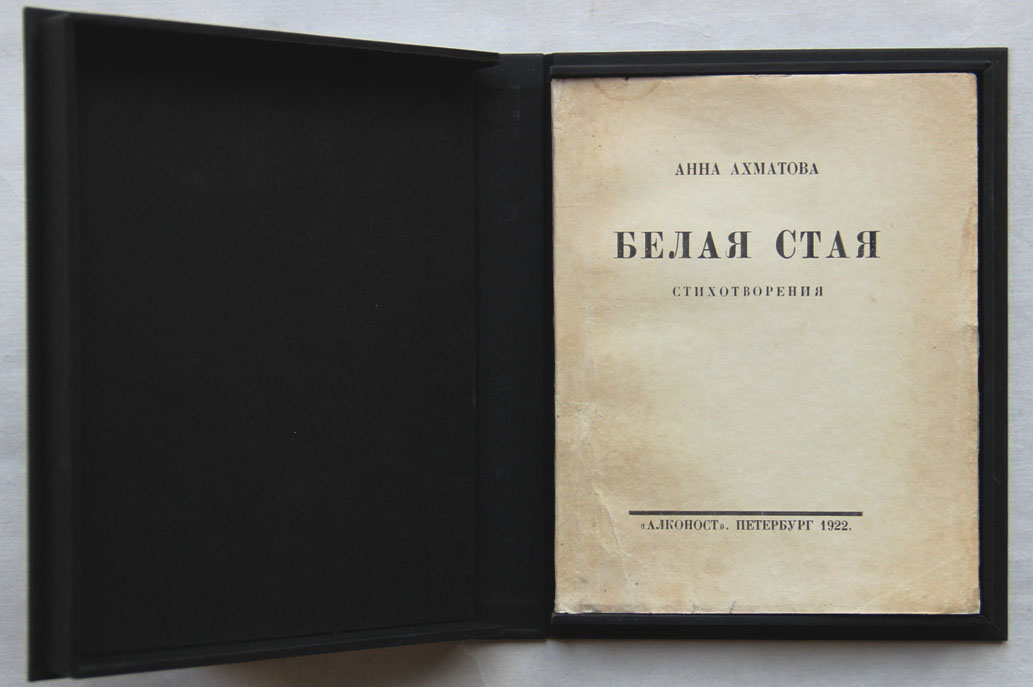 АННА АХМАТОВА
БЕЛАЯ СТАЯ
СТИХОТВОРЕНИЯ
«АЛКОНОСТ». ПЕТЕРБУРГ 1922.